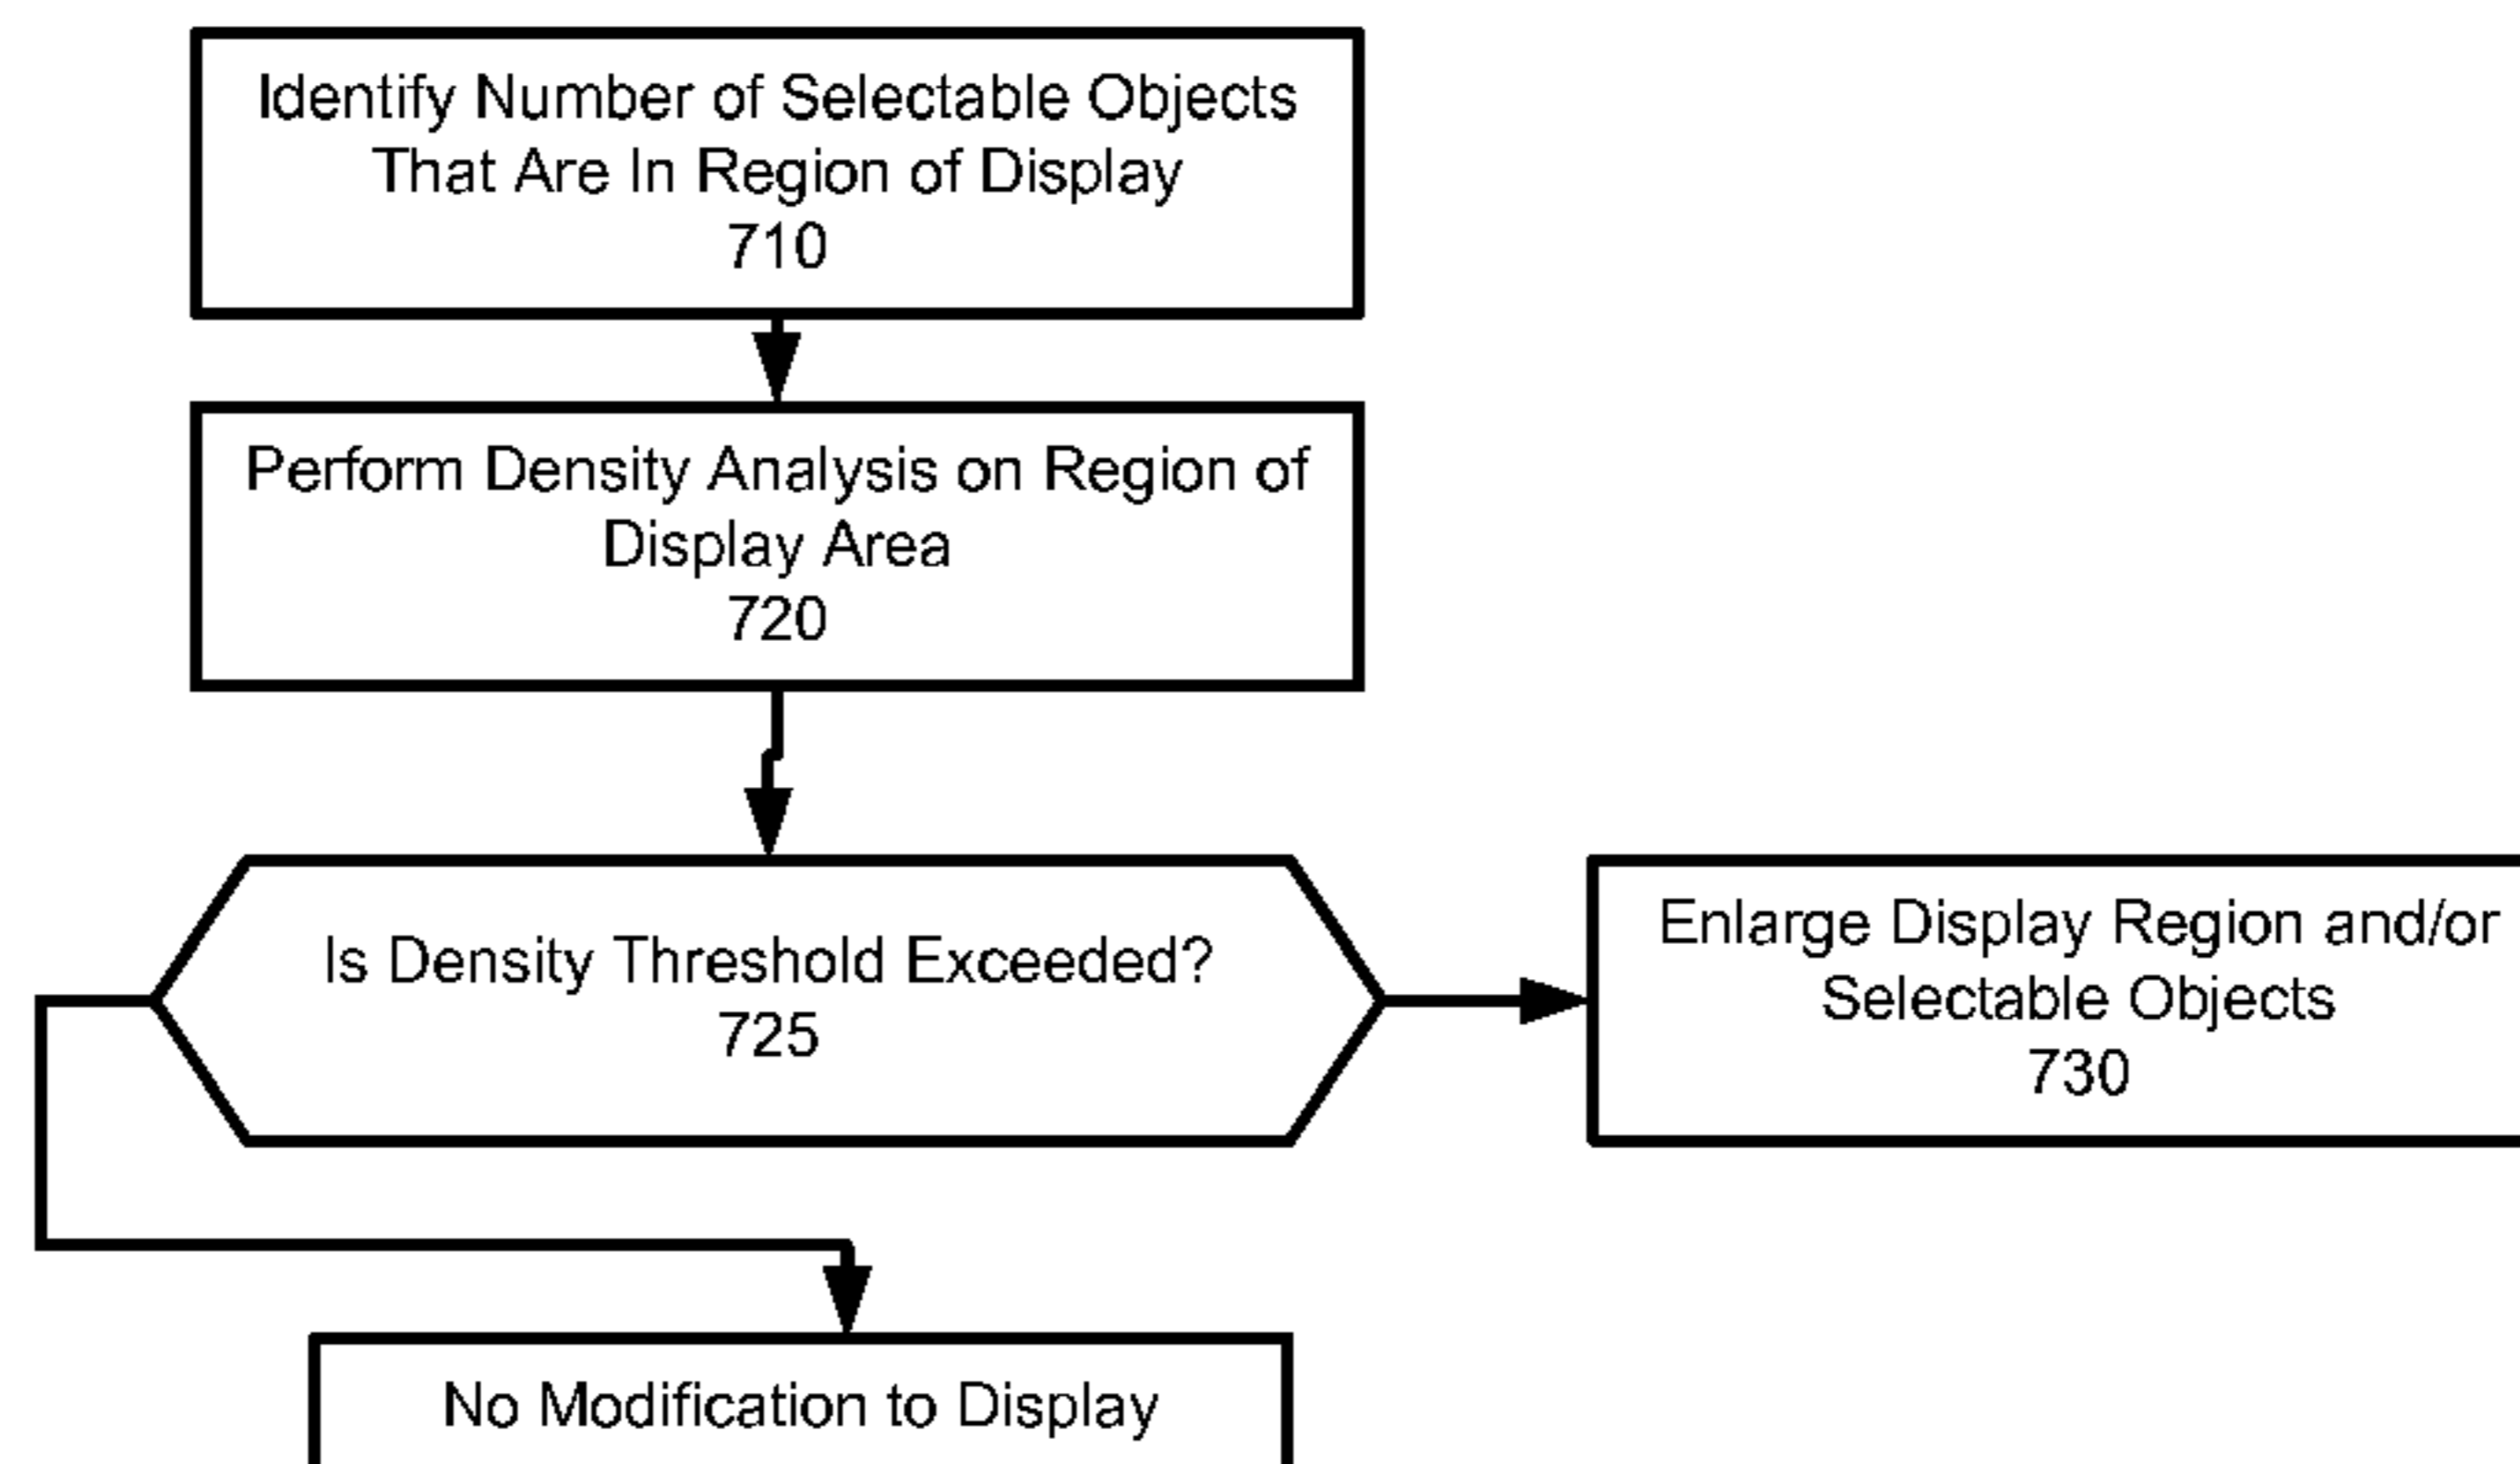 Identify Number of Selectable Objects
That Are In Region of Display
710
Perform Density Analysis on Region of
Display Area
720
Is Density Threshold Exceeded?
725
Enlarge Display Region and/or
Selectable Objects
730
No Modification to Display